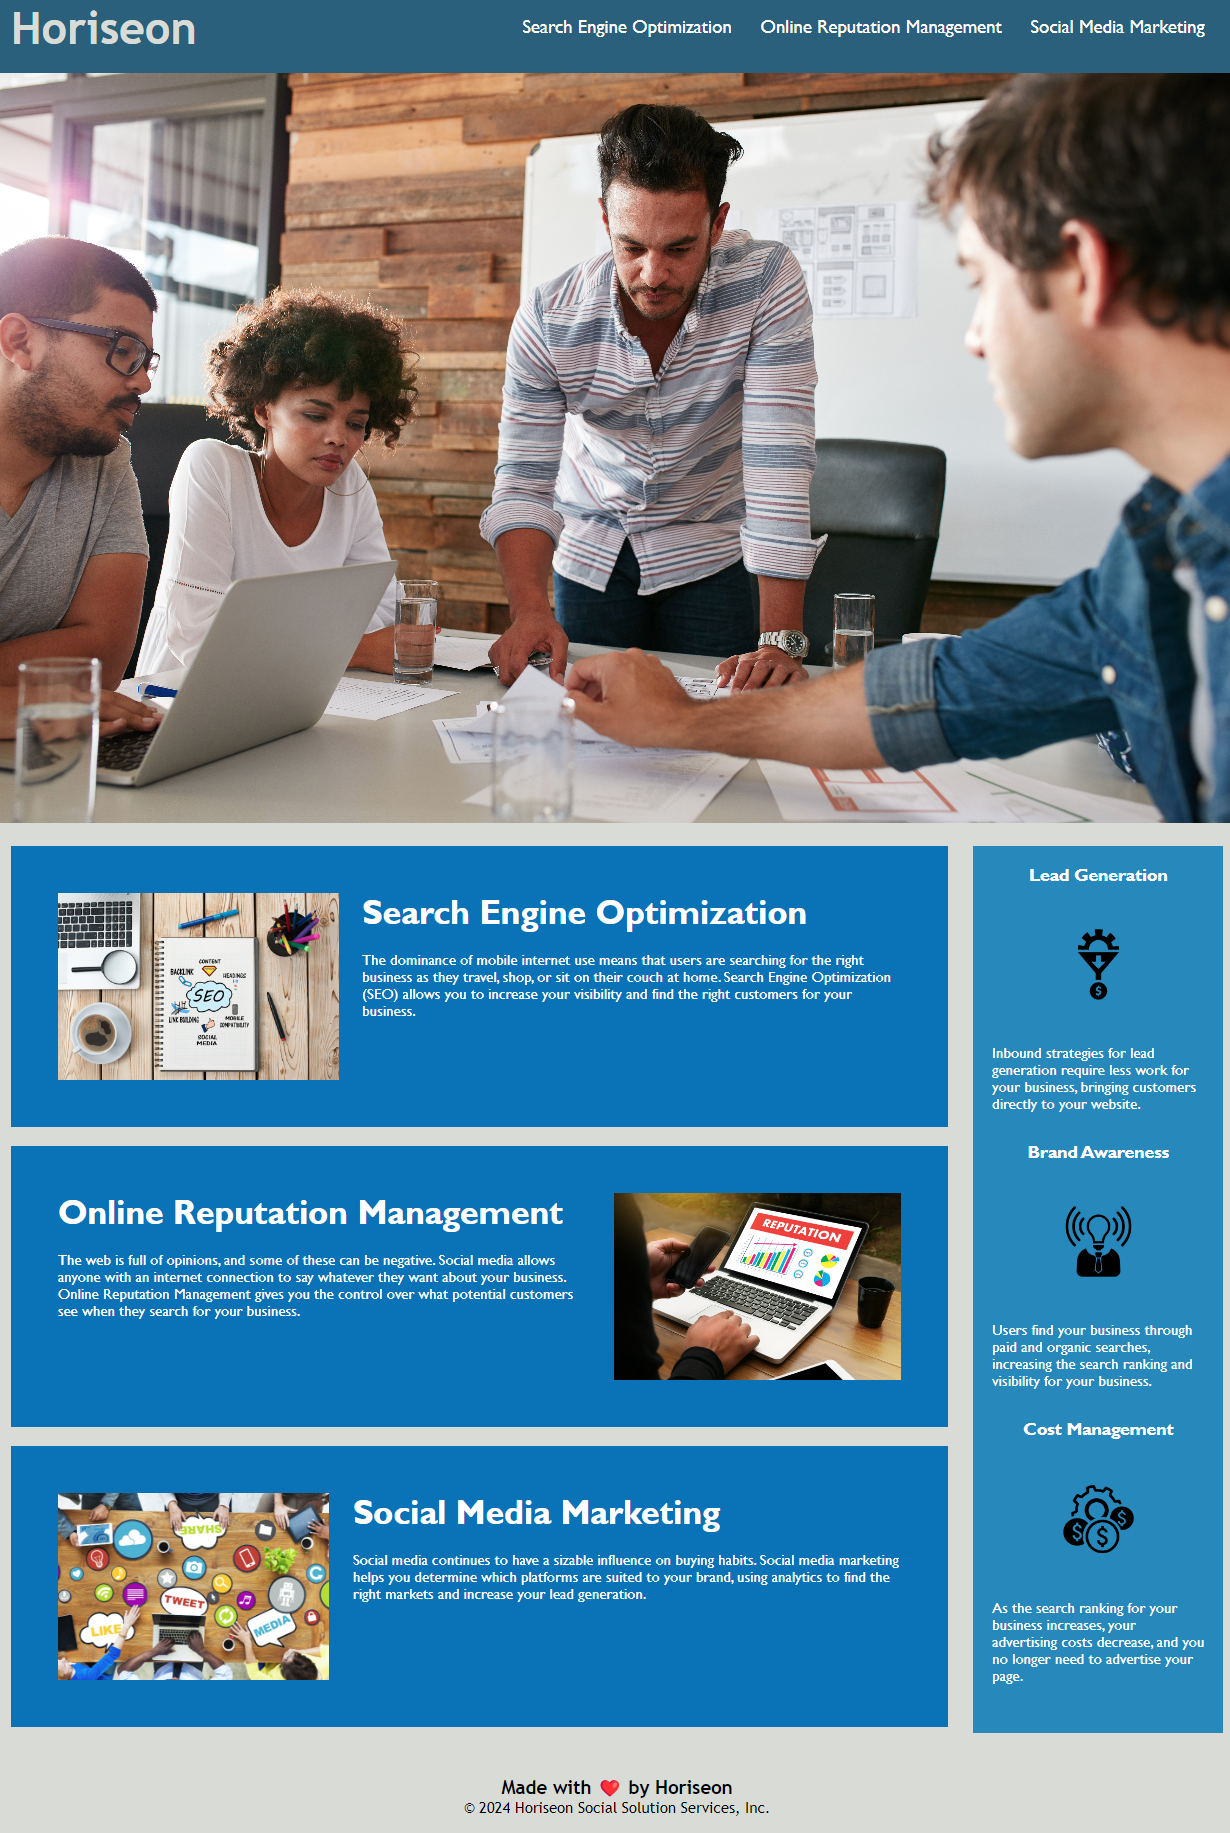 Horiseon
Search Engine Optimization
Online Reputation Management
Social Media Marketing
Search Engine Optimization
The dominance of mobile internet use means that users are searching for the right
business as they travel, shop, or sit on their couch at home. Search Engine Optimization
(SEO) allows you to increase your visibility and find the right customers for your
business.
CONTENT
BACKLINK
HEADINGS
SEO
LINK BUILDING
MOBILE
COMPATIBILITY
SOCIAL
MEDIA
Online Reputation Management
The web is full of opinions, and some of these can be negative. Social media allows
anyone with an internet connection to say whatever they want about your business.
Online Reputation Management gives you the control over what potential customers
see when they search for your business.
REPUTATION
Social Media Marketing
Social media continues to have a sizable influence on buying habits. Social media marketing
helps you determine which platforms are suited to your brand, using analytics to find the
right markets and increase your lead generation.
SHARE
TWEET
LIKE
MEDIA
Lead Generation
$
Inbound strategies for lead
generation require less work for
your business, bringing customers
directly to your website.
Brand Awareness
Users find your business through
paid and organic searches,
increasing the search ranking and
visibility for your business.
Cost Management
$ $ $
As the search ranking for your
business increases, your
advertising costs decrease, and you
no longer need to advertise your
page.
Made with ❤️ by Horiseon
© 2024 Horiseon Social Solution Services, Inc.